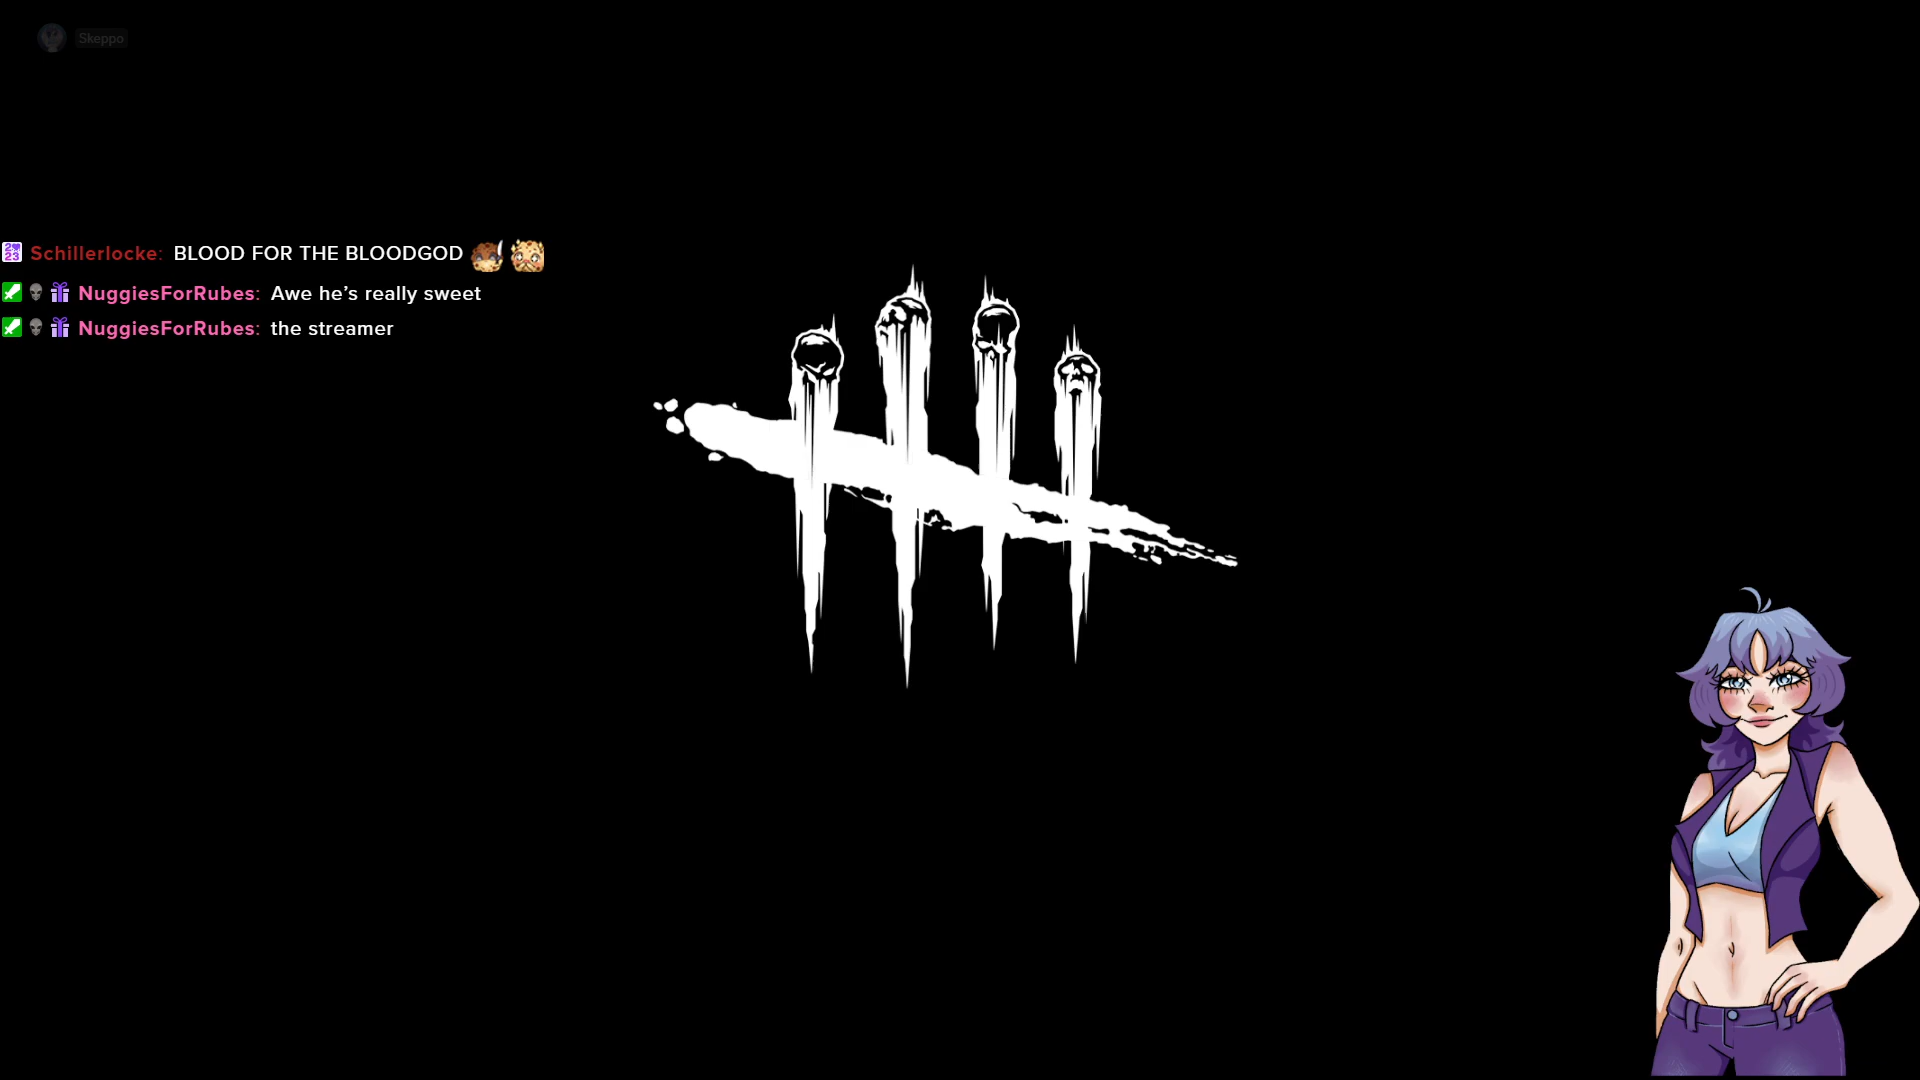 Skeppo
Schillerlocke: BLOOD FOR THE BLOODGOD
NuggiesForRubes: Awe he’s really sweet
NuggiesForRubes: the streamer